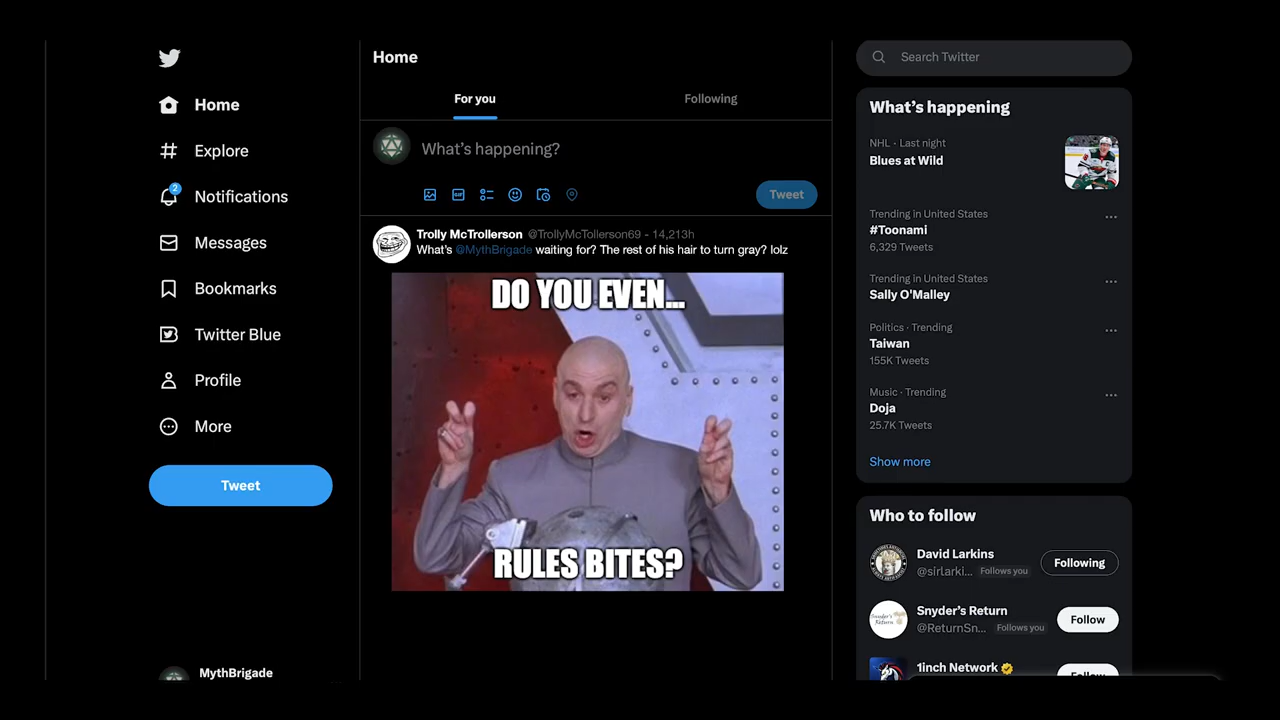 Home
Explore
2
Notifications
Messages
Bookmarks
Twitter Blue
Profile
More
Tweet
MythBrigade
Home
For you
Following
What's happening?
GIF
Tweet
Trolly McTrollerson @TrollyMcTollerson69 - 14,213h
What's @MythBrigade waiting for? The rest of his hair to turn gray? lolz
DO YOU EVEN...
RULES BITES?
Search Twitter
What's happening
NHL · Last night
Blues at Wild
Trending in United States
#Toonami
6,329 Tweets
Trending in United States
Sally O'Malley
Politics · Trending
Taiwan
155K Tweets
Music · Trending
Doja
25.7K Tweets
Show more
Who to follow
David Larkins
@sirlarki... Follows you
Following
Snyder's Return
@ReturnSn... Follows you
Follow
1inch Network
Follow